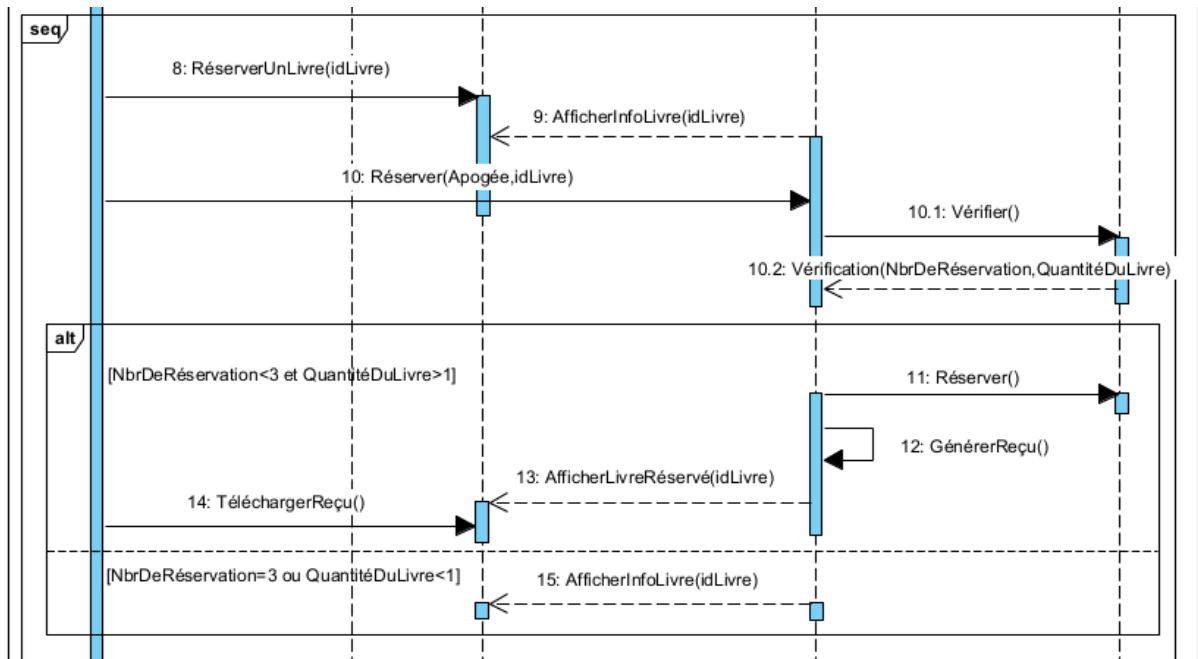 seq
8: RéserverUnLivre(idLivre)
9: AfficherInfoLivre(idLivre)
10: Réserver(Apogée,idLivre)
10.1: Vérifier()
10.2: Vérification(NbrDeRéservation,QuantitéDuLivre)
alt
[NbrDeRéservation<3 et QuantitéDuLivre>1]
11: Réserver()
12: GénérerReçu()
13: AfficherLivreRéservé(idLivre)
14: TéléchargerReçu()
[NbrDeRéservation=3 ou QuantitéDuLivre<1]
15: AfficherInfoLivre(idLivre)